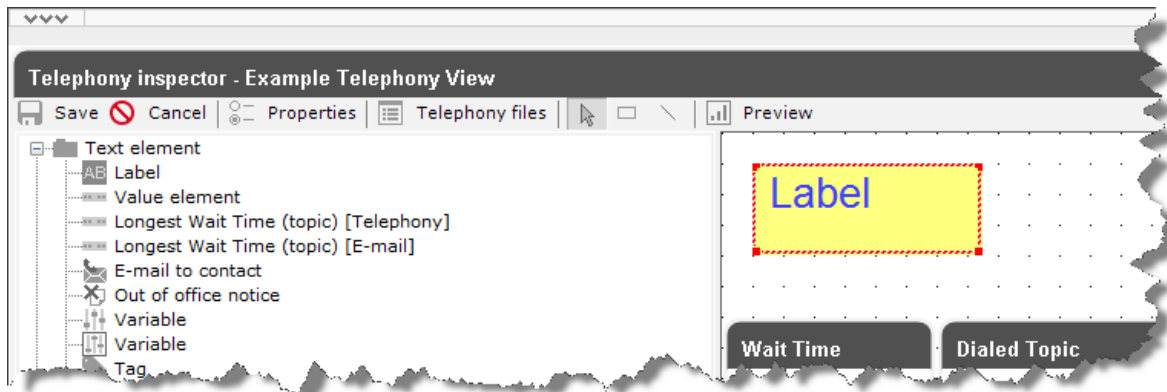 Telephony inspector - Example Telephony View
Save Cancel Properties Telephony files Preview
Text element
AB Label
Value element
Longest Wait Time (topic) [Telephony]
Longest Wait Time (topic) [E-mail]
E-mail to contact
Out of office notice
Variable
Variable
Tag
Label
Wait Time Dialed Topic